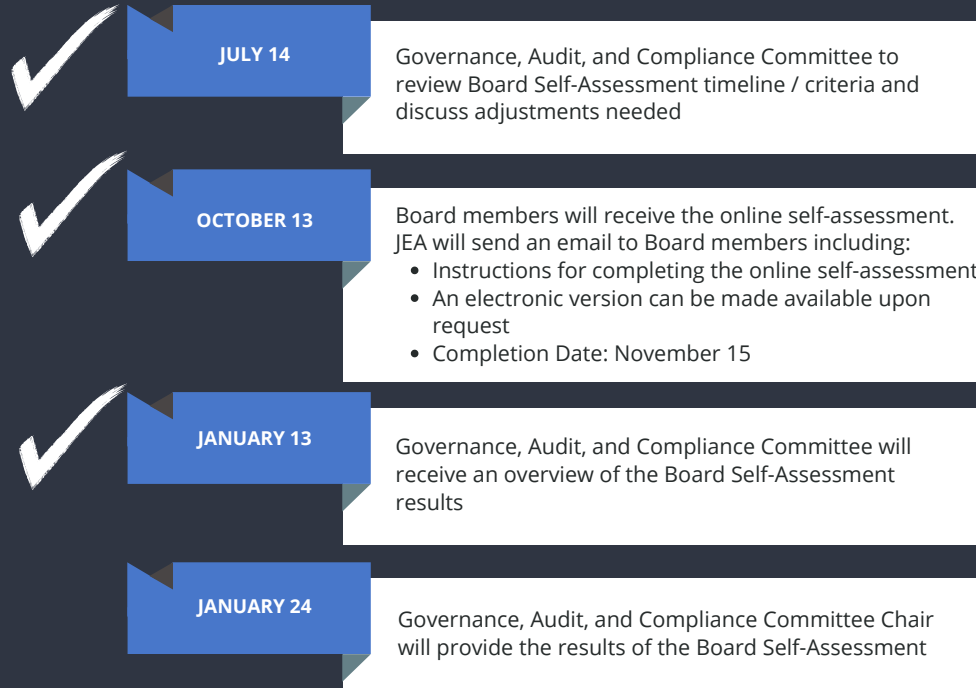 JULY 14
Governance, Audit, and Compliance Committee to
review Board Self-Assessment timeline / criteria and
discuss adjustments needed
OCTOBER 13
Board members will receive the online self-assessment.
JEA will send an email to Board members including:
• Instructions for completing the online self-assessment
• An electronic version can be made available upon
request
• Completion Date: November 15
JANUARY 13
Governance, Audit, and Compliance Committee will
receive an overview of the Board Self-Assessment
results
JANUARY 24
Governance, Audit, and Compliance Committee Chair
will provide the results of the Board Self-Assessment